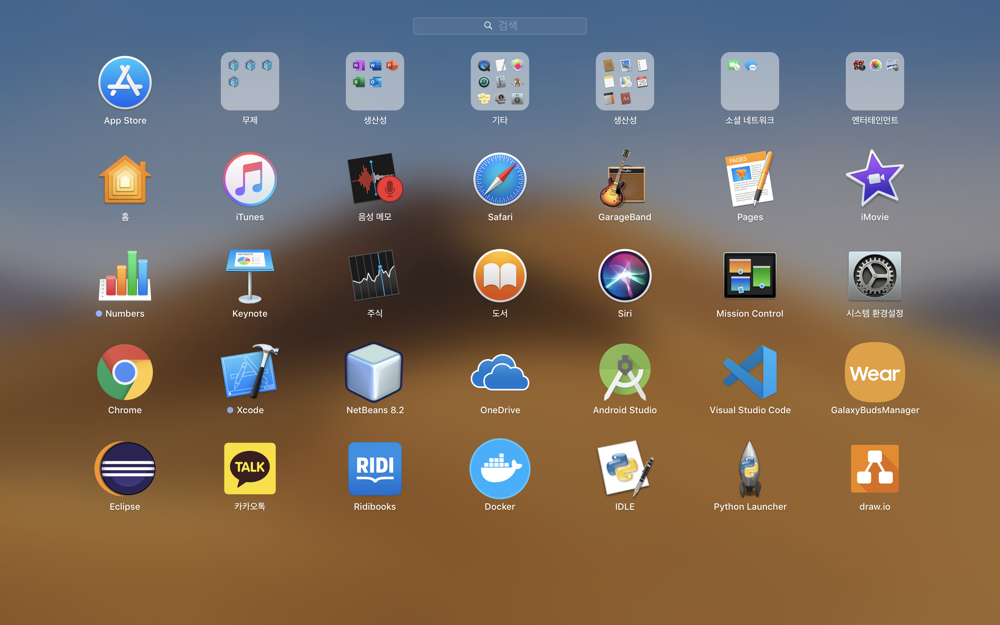 검색
App Store
무제
생산성
기타
생산성
소셜 네트워크
엔터테인먼트
홈
iTunes
음성 메모
Safari
GarageBand
Pages
iMovie
PAGES
Numbers
Keynote
주식
도서
Siri
Mission Control
시스템 환경설정
KEYNOTE
Chrome
Xcode
NetBeans 8.2
OneDrive
Android Studio
Visual Studio Code
GalaxyBudsManager
XCODE
Wear
Eclipse
카카오톡
Ridibooks
Docker
IDLE
Python Launcher
draw.io
TALK
RIDI
N
W
P
X
O
F
25
Aa